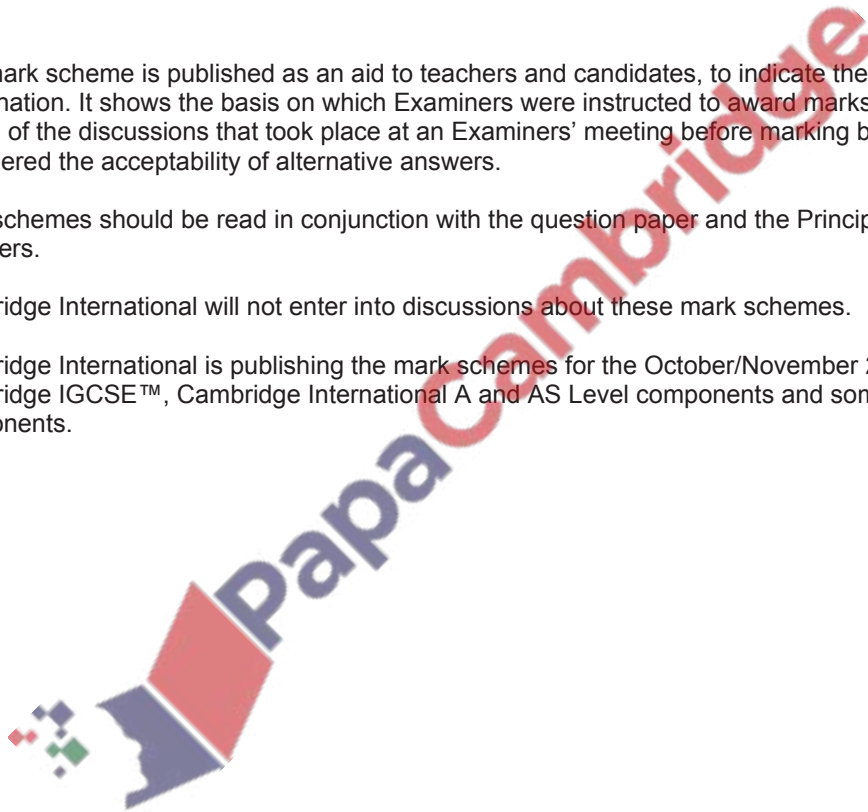 mark scheme is published as an aid to teachers and candidates, to indicate the
nation. It shows the basis on which Examiners were instructed to award marks
of the discussions that took place at an Examiners' meeting before marking b
ered the acceptability of alternative answers.
schemes should be read in conjunction with the question paper and the Princip
ers.
ridge International will not enter into discussions about these mark schemes.
ridge International is publishing the mark schemes for the October/November
ridge IGCSE™, Cambridge International A and AS Level components and som
onents.
PapaCambridge